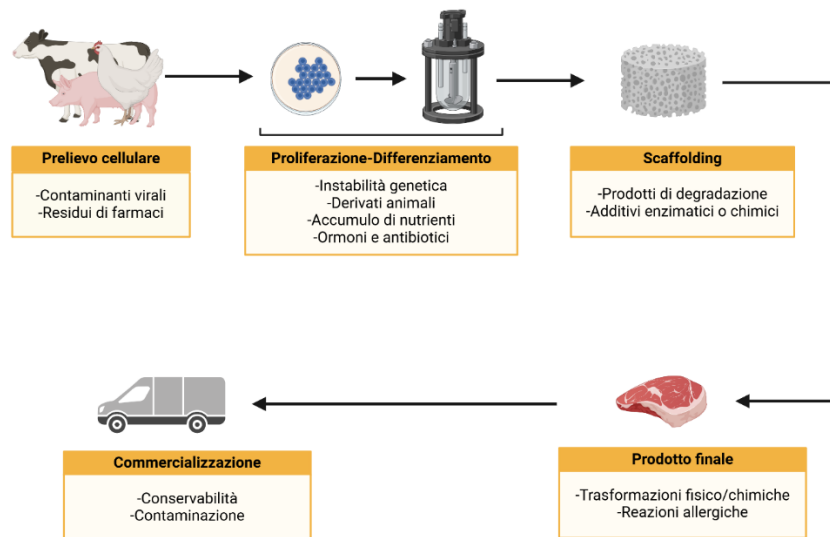 Prelievo cellulare
-Contaminanti virali
-Residui di farmaci
Proliferazione-Differenziamento
-Instabilità genetica
-Derivati animali
-Accumulo di nutrienti
-Ormoni e antibiotici
Scaffolding
-Prodotti di degradazione
-Additivi enzimatici o chimici
Commercializzazione
-Conservabilità
-Contaminazione
Prodotto finale
-Trasformazioni fisico/chimiche
-Reazioni allergiche